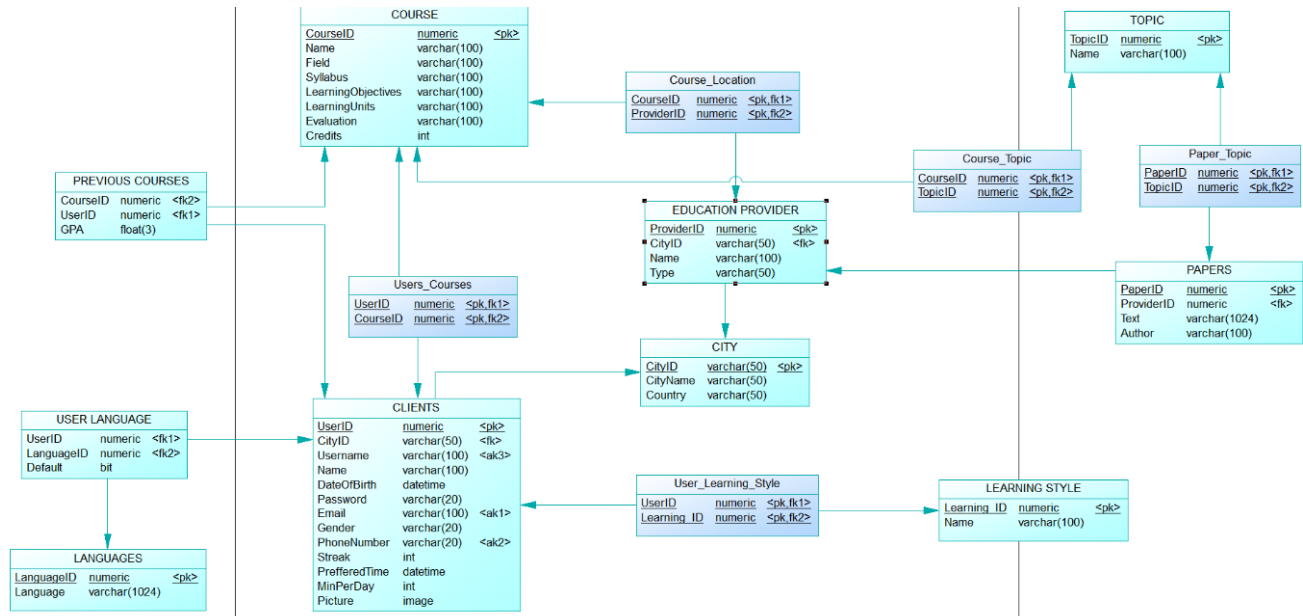 COURSE
CourseID numeric <pk>
Name varchar(100)
Field varchar(100)
Syllabus varchar(100)
LearningObjectives varchar(100)
LearningUnits varchar(100)
Evaluation varchar(100)
Credits int
TOPIC
TopicID numeric <pk>
Name varchar(100)
Course_Location
CourseID numeric <pk,fk1>
ProviderID numeric <pk,fk2>
Course_Topic
CourseID numeric <pk,fk1>
TopicID numeric <pk,fk2>
Paper_Topic
PaperID numeric <pk,fk1>
TopicID numeric <pk,fk2>
PREVIOUS COURSES
CourseID numeric <fk2>
UserID numeric <fk1>
GPA float(3)
EDUCATION PROVIDER
ProviderID numeric <pk>
CityID varchar(50) <fk>
Name varchar(100)
Type varchar(50)
Users_Courses
UserID numeric <pk,fk1>
CourseID numeric <pk,fk2>
PAPERS
PaperID numeric <pk>
ProviderID numeric <fk>
Text varchar(1024)
Author varchar(100)
CITY
CityID varchar(50) <pk>
CityName varchar(50)
Country varchar(50)
USER LANGUAGE
UserID numeric <fk1>
LanguageID numeric <fk2>
Default bit
CLIENTS
UserID numeric <pk>
CityID varchar(50) <fk>
Username varchar(100) <ak3>
Name varchar(100)
DateOfBirth datetime
Password varchar(20)
Email varchar(100) <ak1>
Gender varchar(20)
PhoneNumber varchar(20) <ak2>
Streak int
PrefferedTime datetime
MinPerDay int
Picture image
User_Learning_Style
UserID numeric <pk,fk1>
Learning_ID numeric <pk,fk2>
LEARNING STYLE
Learning_ID numeric <pk>
Name varchar(100)
LANGUAGES
LanguageID numeric <pk>
Language varchar(1024)